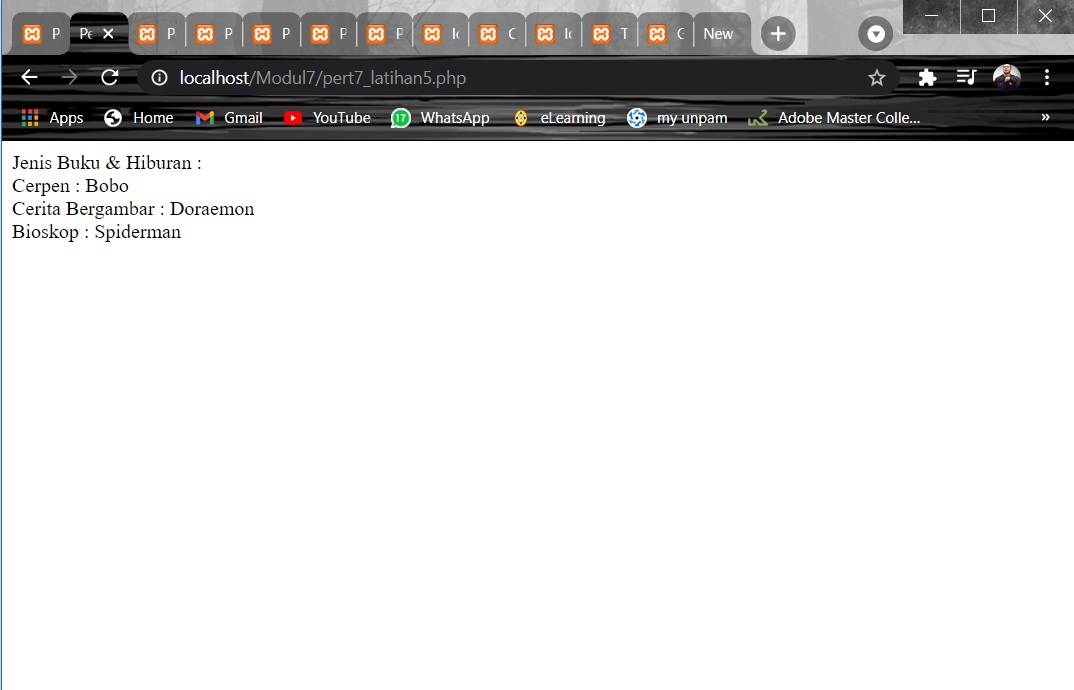 P Pe P P P P P Ic C Ic T C New
localhost/Modul7/pert7_latihan5.php
Apps Home Gmail YouTube 17 WhatsApp eLearning my unpam Adobe Master Colle... »
Jenis Buku & Hiburan :
Cerpen : Bobo
Cerita Bergambar : Doraemon
Bioskop : Spiderman